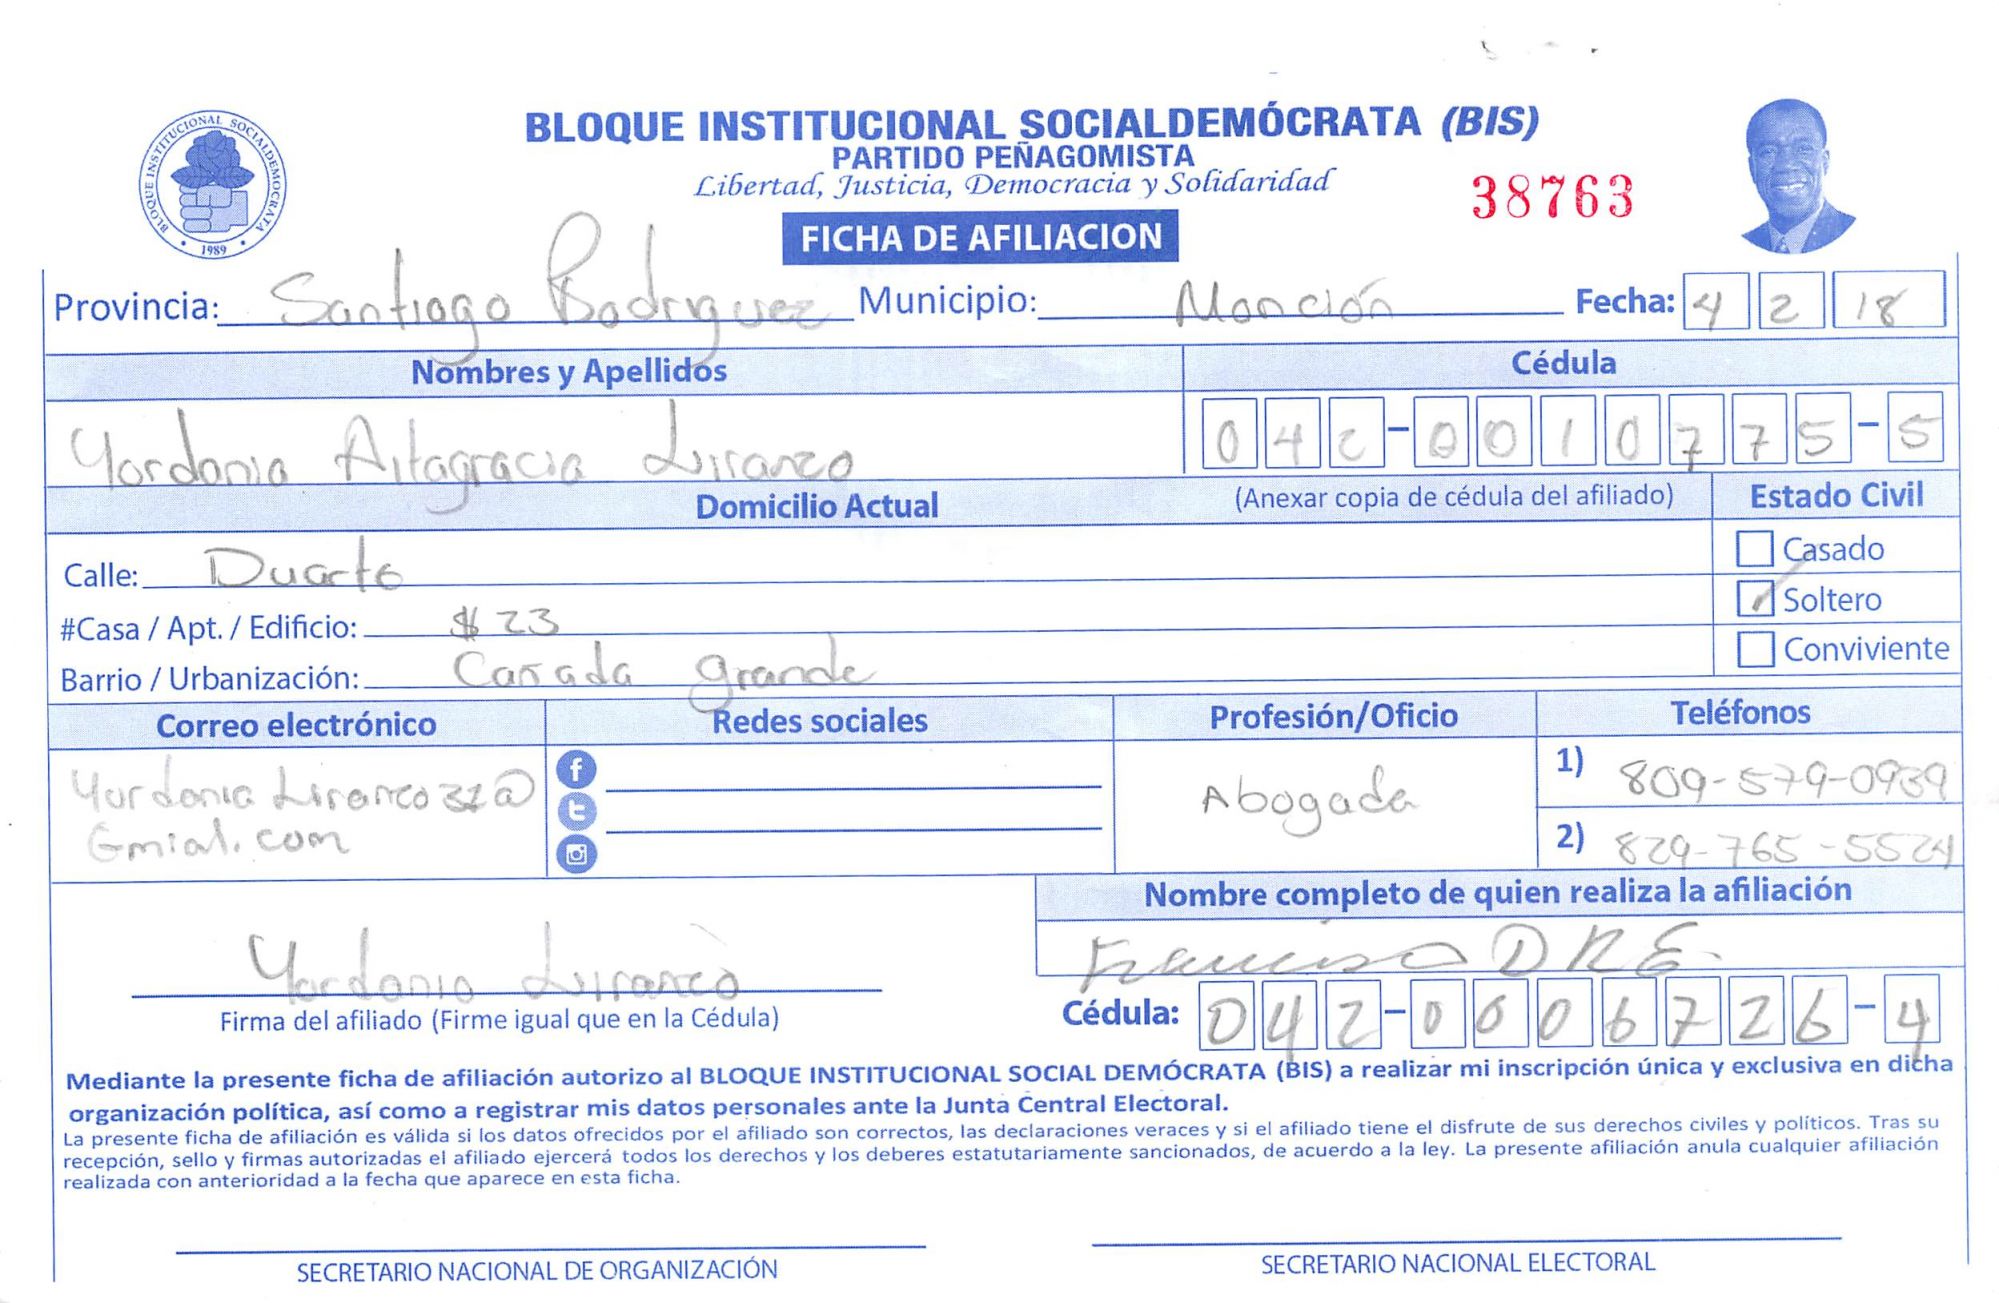 BLOQUE INSTITUCIONAL SOCIALDEMOCRATA
1989
BLOQUE INSTITUCIONAL SOCIALDEMÓCRATA (BIS)
PARTIDO PEÑAGOMISTA
Libertad, Justicia, Democracia y Solidaridad
38763
FICHA DE AFILIACION
Provincia: Santiago Rodriguez Municipio: Monción Fecha: 4 2 18
Nombres y Apellidos Cédula
Yordania Altagracia Liranzo 042-0010775-5
Domicilio Actual (Anexar copia de cédula del afiliado) Estado Civil
Calle: Duarte Casado
#Casa / Apt. / Edificio: # 23 Soltero
Barrio / Urbanización: Cañada grande Conviviente
Correo electrónico Redes sociales Profesión/Oficio Teléfonos
Yordania Liranzo 31@ Abogada 1) 809-579-0939
Gmial.com 2) 829-765-5524
Nombre completo de quien realiza la afiliación
Francisco D R E.
Yordania Liranzo
Firma del afiliado (Firme igual que en la Cédula) Cédula: 042-0006726-4
Mediante la presente ficha de afiliación autorizo al BLOQUE INSTITUCIONAL SOCIAL DEMÓCRATA (BIS) a realizar mi inscripción única y exclusiva en dicha
organización política, así como a registrar mis datos personales ante la Junta Central Electoral.
La presente ficha de afiliación es válida si los datos ofrecidos por el afiliado son correctos, las declaraciones veraces y si el afiliado tiene el disfrute de sus derechos civiles y políticos. Tras su
recepción, sello y firmas autorizadas el afiliado ejercerá todos los derechos y los deberes estatutariamente sancionados, de acuerdo a la ley. La presente afiliación anula cualquier afiliación
realizada con anterioridad a la fecha que aparece en esta ficha.
SECRETARIO NACIONAL DE ORGANIZACIÓN SECRETARIO NACIONAL ELECTORAL